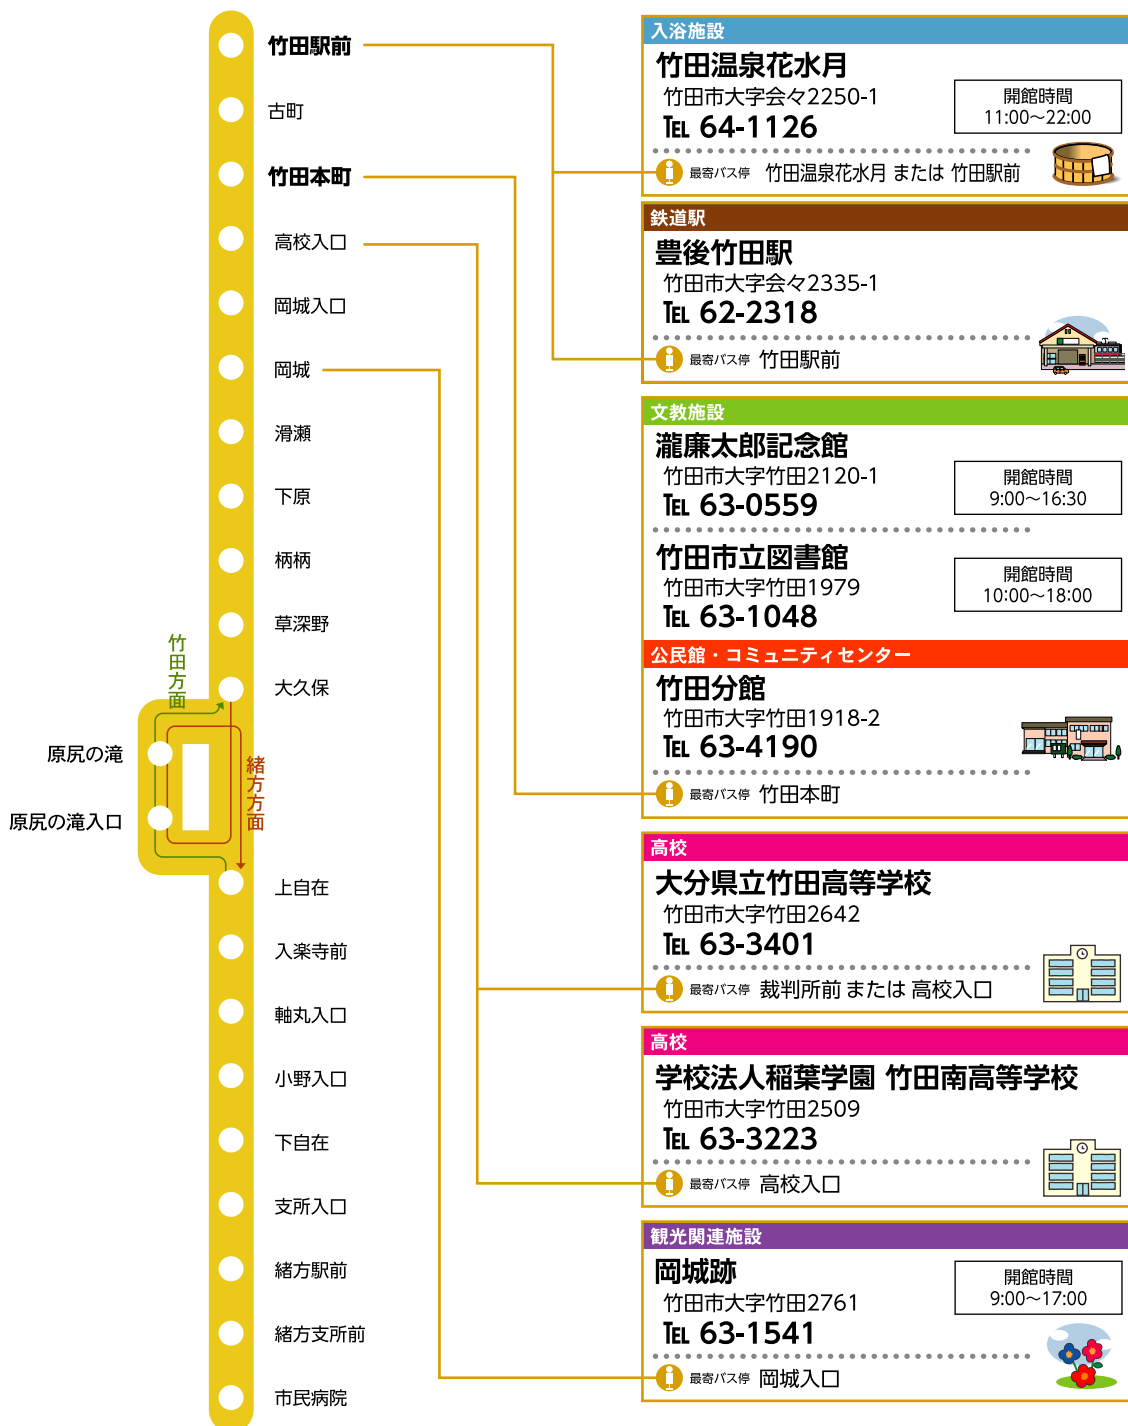 竹田駅前
古町
竹田本町
高校入口
岡城入口
岡城
滑瀬
下原
柄柄
草深野
大久保
竹田方面
原尻の滝
緒方方面
原尻の滝入口
上自在
入楽寺前
軸丸入口
小野入口
下自在
支所入口
緒方駅前
緒方支所前
市民病院
入浴施設
竹田温泉花水月
竹田市大字会々2250-1
TEL 64-1126
開館時間
11:00〜22:00
最寄バス停 竹田温泉花水月 または 竹田駅前
鉄道駅
豊後竹田駅
竹田市大字会々2335-1
TEL 62-2318
最寄バス停 竹田駅前
文教施設
瀧廉太郎記念館
竹田市大字竹田2120-1
TEL 63-0559
開館時間
9:00〜16:30
竹田市立図書館
竹田市大字竹田1979
TEL 63-1048
開館時間
10:00〜18:00
公民館・コミュニティセンター
竹田分館
竹田市大字竹田1918-2
TEL 63-4190
最寄バス停 竹田本町
高校
大分県立竹田高等学校
竹田市大字竹田2642
TEL 63-3401
最寄バス停 裁判所前 または 高校入口
高校
学校法人稲葉学園 竹田南高等学校
竹田市大字竹田2509
TEL 63-3223
最寄バス停 高校入口
観光関連施設
岡城跡
竹田市大字竹田2761
TEL 63-1541
開館時間
9:00〜17:00
最寄バス停 岡城入口